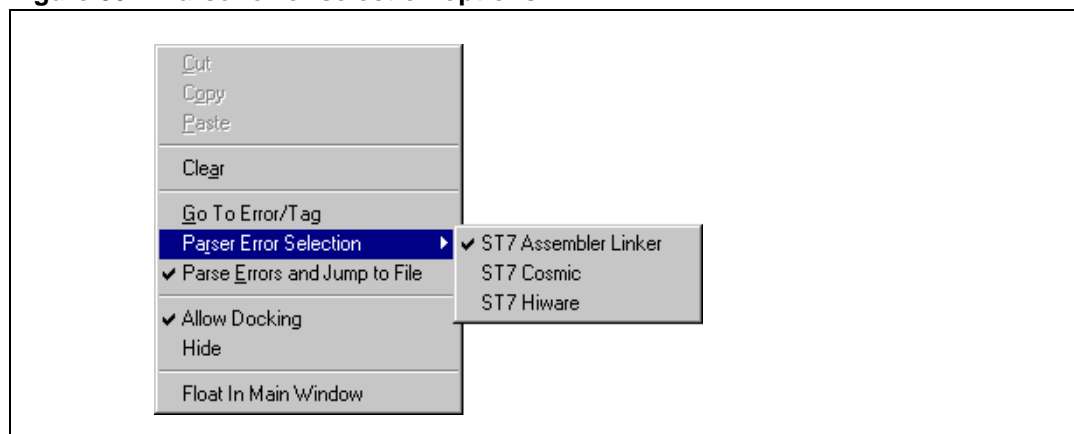 Cut
Copy
Paste
Clear
Go To Error/Tag
Parser Error Selection
ST7 Assembler Linker
Parse Errors and Jump to File
ST7 Cosmic
ST7 Hiware
Allow Docking
Hide
Float In Main Window